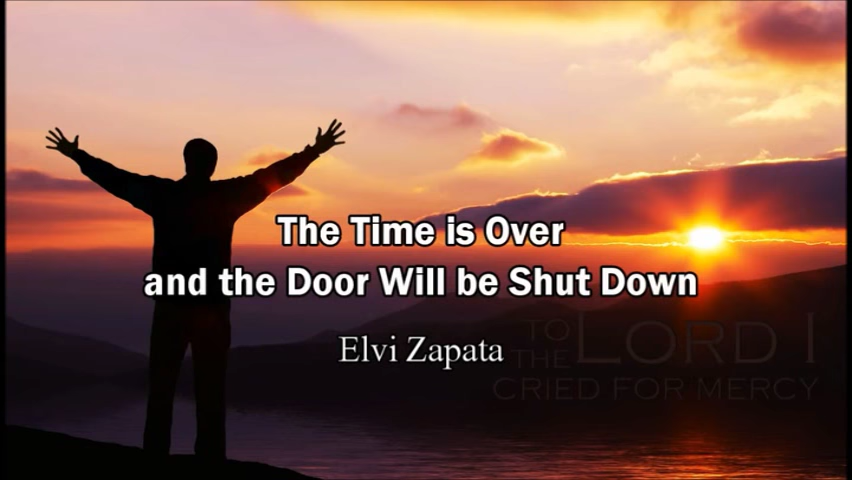 The Time is Over
and the Door Will be Shut Down
Elvi Zapata
TO THE LORD I
CRIED FOR MERCY